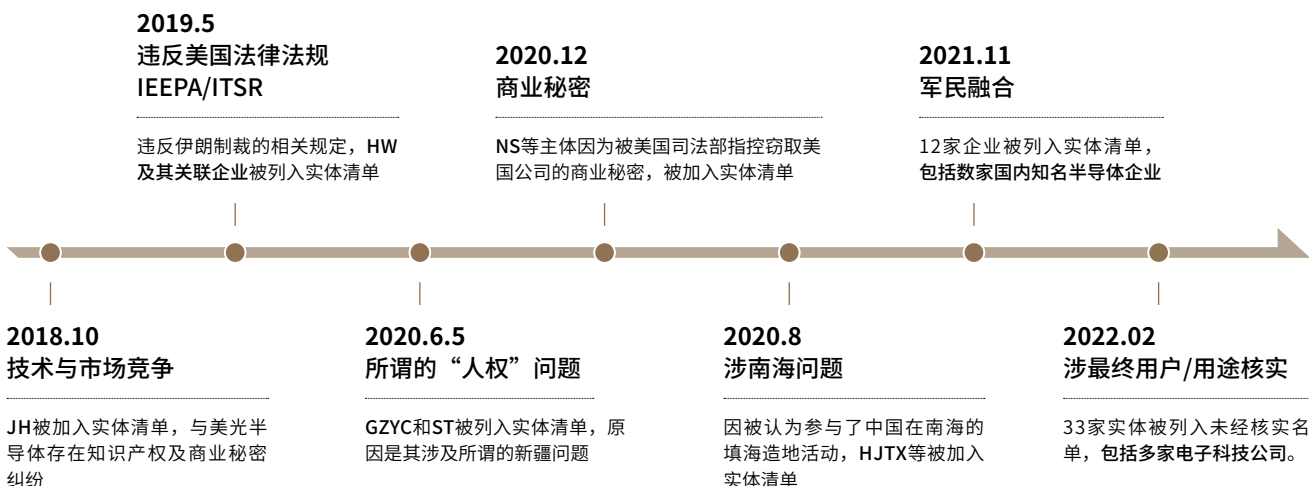 2019.5
违反美国法律法规
IEEPA/ITSR
违反伊朗制裁的相关规定，HW
及其关联企业被列入实体清单
2020.12
商业秘密
NS等主体因为被美国司法部指控窃取美
国公司的商业秘密，被加入实体清单
2021.11
军民融合
12家企业被列入实体清单，
包括数家国内知名半导体企业
2018.10
技术与市场竞争
JH被加入实体清单，与美光半
导体存在知识产权及商业秘密
纠纷
2020.6.5
所谓的“人权”问题
GZYC和ST被列入实体清单，原
因是其涉及所谓的新疆问题
2020.8
涉南海问题
因被认为参与了中国在南海的
填海造地活动，HJTX等被加入
实体清单
2022.02
涉最终用户/用途核实
33家实体被列入未经核实名
单，包括多家电子科技公司。